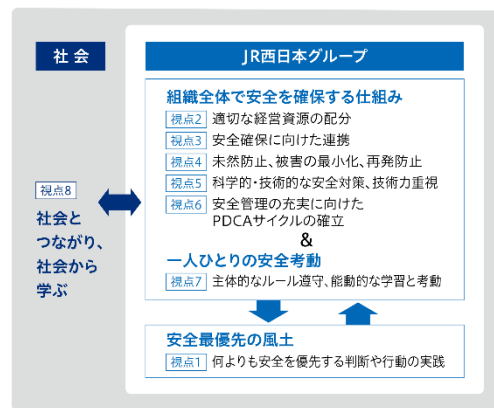 社会
JR西日本グループ
組織全体で安全を確保する仕組み
視点2 適切な経営資源の配分
視点3 安全確保に向けた連携
視点4 未然防止、被害の最小化、再発防止
視点5 科学的・技術的な安全対策、技術力重視
視点6 安全管理の充実に向けた
PDCAサイクルの確立
&
一人ひとりの安全考動
視点7 主体的なルール遵守、能動的な学習と考動
視点8
社会と
つながり、
社会から
学ぶ
安全最優先の風土
視点1 何よりも安全を優先する判断や行動の実践